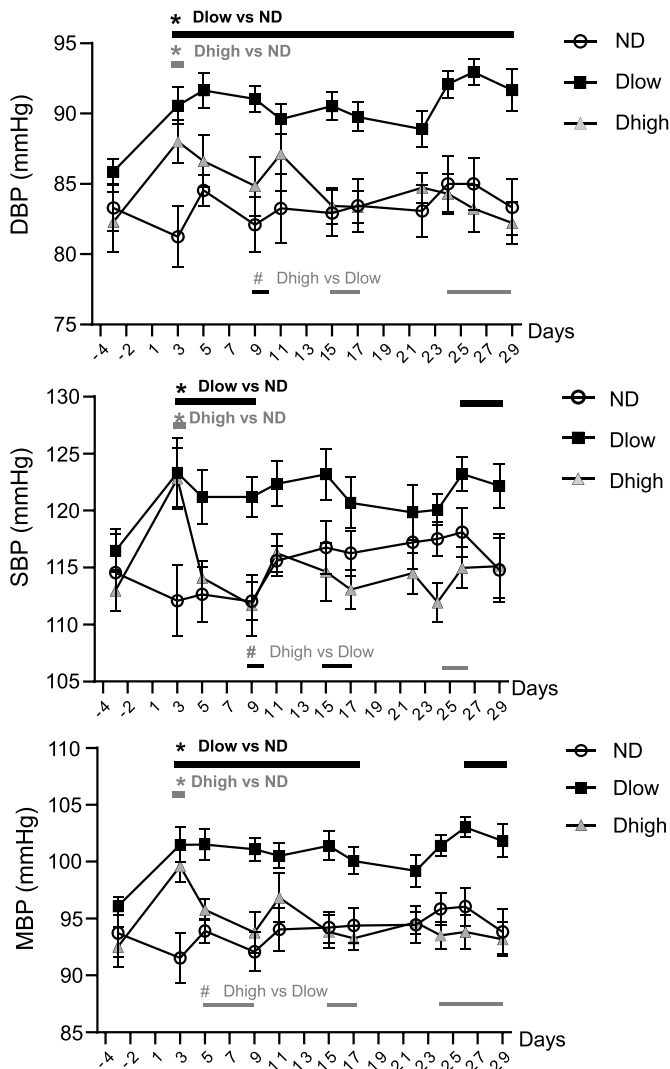 * Dlow vs ND
* Dhigh vs ND
ND
Dlow
Dhigh
DBP (mmHg)
95
90
85
80
75
# Dhigh vs Dlow
Days
-4 -2 1 3 5 7 9 11 13 15 17 19 21 23 25 27 29
* Dlow vs ND
* Dhigh vs ND
ND
Dlow
Dhigh
SBP (mmHg)
130
125
120
115
110
105
# Dhigh vs Dlow
Days
-4 -2 1 3 5 7 9 11 13 15 17 19 21 23 25 27 29
* Dlow vs ND
* Dhigh vs ND
ND
Dlow
Dhigh
MBP (mmHg)
110
105
100
95
90
85
# Dhigh vs Dlow
Days
-4 -2 1 3 5 7 9 11 13 15 17 19 21 23 25 27 29